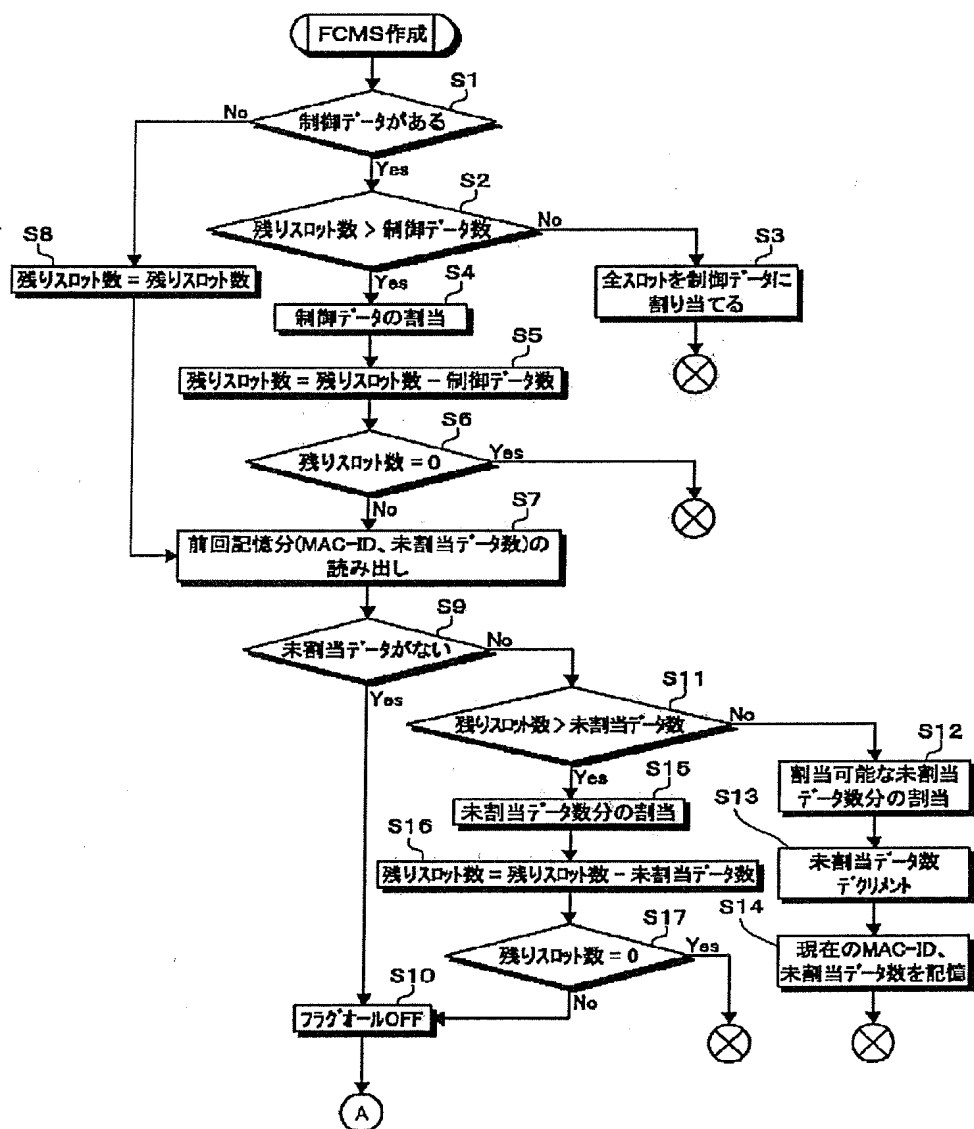 FCMS作成
S1
制御データがある
No
Yes
S2
残りスロット数 > 制御データ数
No
Yes
S8
残りスロット数 = 残りスロット数
S3
全スロットを制御データに
割り当てる
S4
制御データの割当
S5
残りスロット数 = 残りスロット数 - 制御データ数
S6
残りスロット数 = 0
Yes
No
S7
前回記憶分(MAC-ID、未割当データ数)の
読み出し
S9
未割当データがない
No
Yes
S11
残りスロット数 > 未割当データ数
No
Yes
S12
割当可能な未割当
データ数分の割当
S15
未割当データ数分の割当
S13
未割当データ数
デクリメント
S16
残りスロット数 = 残りスロット数 - 未割当データ数
S14
現在のMAC-ID、
未割当データ数を記憶
S17
残りスロット数 = 0
Yes
No
S10
フラグオールOFF
A